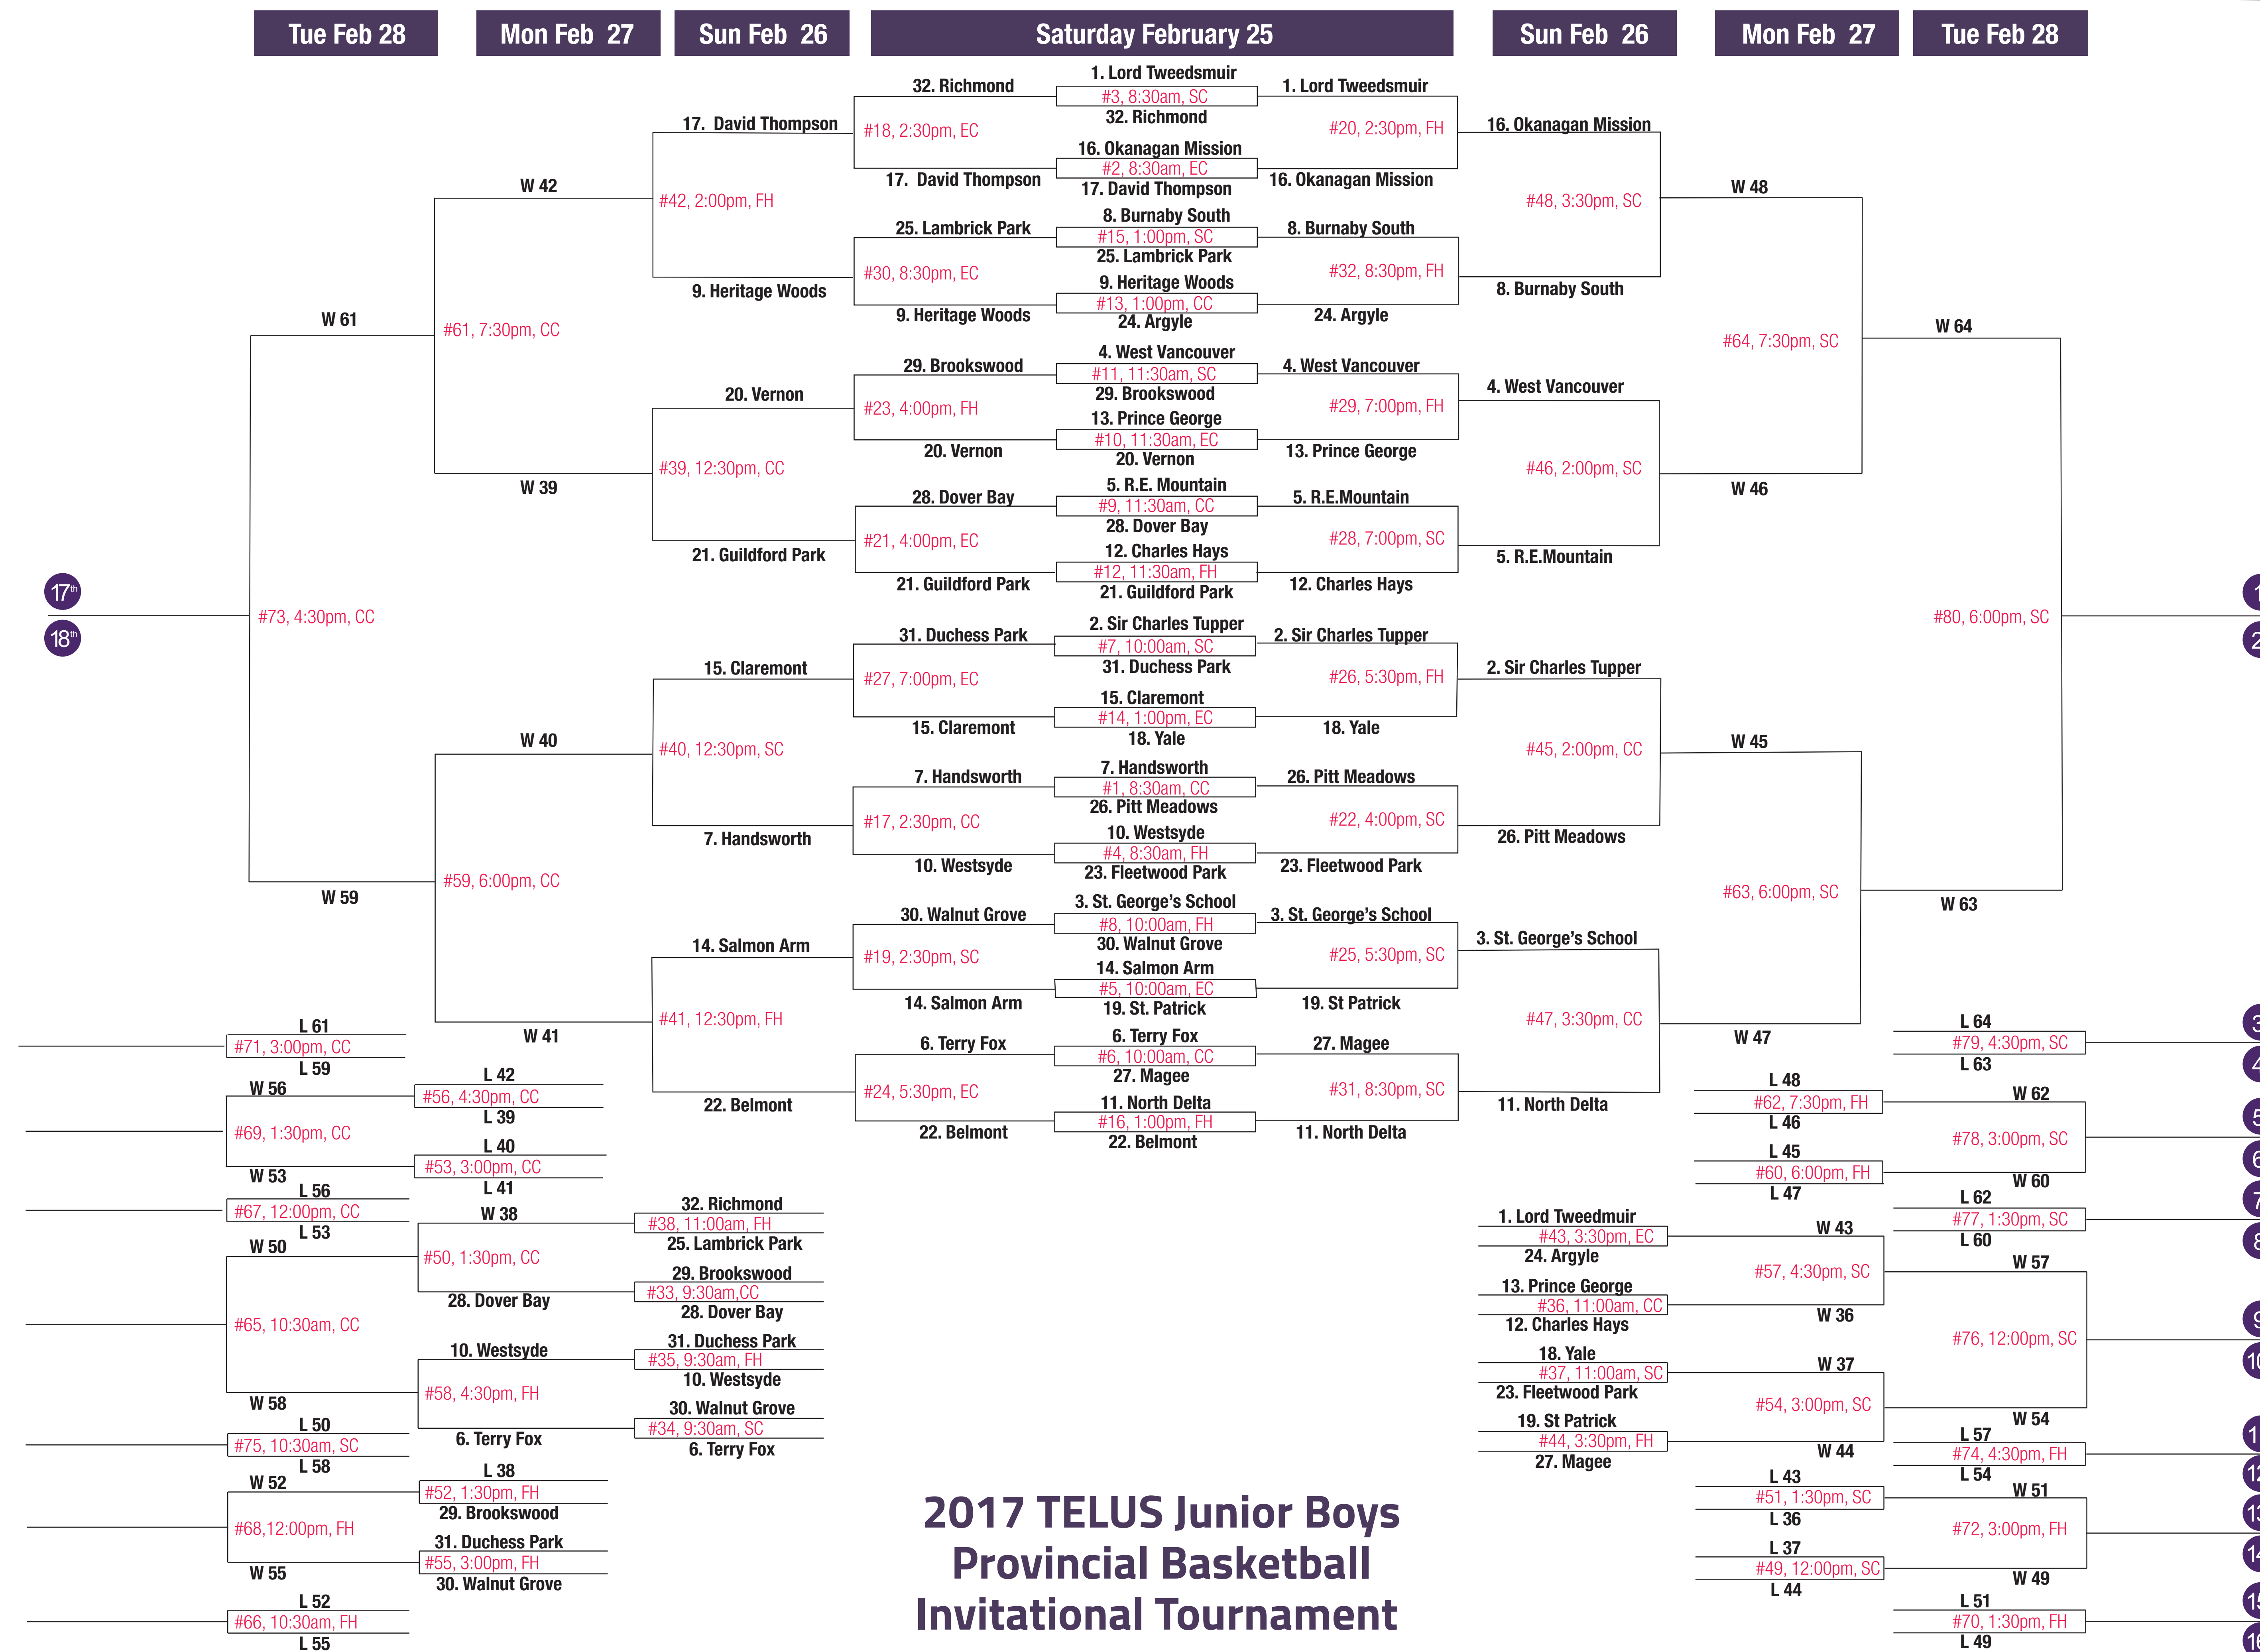 Tue Feb 28
Mon Feb 27
Sun Feb 26
Saturday February 25
Sun Feb 26
Mon Feb 27
Tue Feb 28
W 61
#73, 4:30pm, CC
17th
18th
W 59
W 42
#61, 7:30pm, CC
W 39
W 40
#59, 6:00pm, CC
W 41
17. David Thompson
#42, 2:00pm, FH
9. Heritage Woods
20. Vernon
#39, 12:30pm, CC
21. Guildford Park
15. Claremont
#40, 12:30pm, SC
7. Handsworth
14. Salmon Arm
#41, 12:30pm, FH
22. Belmont
32. Richmond
#18, 2:30pm, EC
17. David Thompson
25. Lambrick Park
#30, 8:30pm, EC
9. Heritage Woods
29. Brookswood
#23, 4:00pm, FH
20. Vernon
28. Dover Bay
#21, 4:00pm, EC
21. Guildford Park
31. Duchess Park
#27, 7:00pm, EC
15. Claremont
7. Handsworth
#17, 2:30pm, CC
10. Westsyde
30. Walnut Grove
#19, 2:30pm, SC
14. Salmon Arm
6. Terry Fox
#24, 5:30pm, EC
22. Belmont
1. Lord Tweedsmuir
#3, 8:30am, SC
32. Richmond
16. Okanagan Mission
#2, 8:30am, EC
17. David Thompson
8. Burnaby South
#15, 1:00pm, SC
25. Lambrick Park
9. Heritage Woods
#13, 1:00pm, CC
24. Argyle
4. West Vancouver
#11, 11:30am, SC
29. Brookswood
13. Prince George
#10, 11:30am, EC
20. Vernon
5. R.E. Mountain
#9, 11:30am, CC
28. Dover Bay
12. Charles Hays
#12, 11:30am, FH
21. Guildford Park
2. Sir Charles Tupper
#7, 10:00am, SC
31. Duchess Park
15. Claremont
#14, 1:00pm, EC
18. Yale
7. Handsworth
#1, 8:30am, CC
26. Pitt Meadows
10. Westsyde
#4, 8:30am, FH
23. Fleetwood Park
3. St. George's School
#8, 10:00am, FH
30. Walnut Grove
14. Salmon Arm
#5, 10:00am, EC
19. St. Patrick
6. Terry Fox
#6, 10:00am, CC
27. Magee
11. North Delta
#16, 1:00pm, FH
22. Belmont
1. Lord Tweedsmuir
#20, 2:30pm, FH
16. Okanagan Mission
8. Burnaby South
#32, 8:30pm, FH
24. Argyle
4. West Vancouver
#29, 7:00pm, FH
13. Prince George
5. R.E.Mountain
#28, 7:00pm, SC
12. Charles Hays
2. Sir Charles Tupper
#26, 5:30pm, FH
18. Yale
26. Pitt Meadows
#22, 4:00pm, SC
23. Fleetwood Park
3. St. George's School
#25, 5:30pm, SC
19. St Patrick
27. Magee
#31, 8:30pm, SC
11. North Delta
16. Okanagan Mission
#48, 3:30pm, SC
8. Burnaby South
4. West Vancouver
#46, 2:00pm, SC
5. R.E.Mountain
2. Sir Charles Tupper
#45, 2:00pm, CC
26. Pitt Meadows
3. St. George's School
#47, 3:30pm, CC
11. North Delta
W 48
#64, 7:30pm, SC
W 46
W 45
#63, 6:00pm, SC
W 47
W 64
#80, 6:00pm, SC
W 63
L 61
#71, 3:00pm, CC
L 59
W 56
#69, 1:30pm, CC
W 53
L 56
#67, 12:00pm, CC
L 53
W 50
#65, 10:30am, CC
W 58
L 50
#75, 10:30am, SC
L 58
W 52
#68,12:00pm, FH
W 55
L 52
#66, 10:30am, FH
L 55
L 42
#56, 4:30pm, CC
L 39
L 40
#53, 3:00pm, CC
L 41
W 38
#50, 1:30pm, CC
28. Dover Bay
10. Westsyde
#58, 4:30pm, FH
6. Terry Fox
L 38
#52, 1:30pm, FH
29. Brookswood
31. Duchess Park
#55, 3:00pm, FH
30. Walnut Grove
32. Richmond
#38, 11:00am, FH
25. Lambrick Park
29. Brookswood
#33, 9:30am,CC
28. Dover Bay
31. Duchess Park
#35, 9:30am, FH
10. Westsyde
30. Walnut Grove
#34, 9:30am, SC
6. Terry Fox
2017 TELUS Junior Boys
Provincial Basketball
Invitational Tournament
1. Lord Tweedmuir
#43, 3:30pm, EC
24. Argyle
13. Prince George
#36, 11:00am, CC
12. Charles Hays
18. Yale
#37, 11:00am, SC
23. Fleetwood Park
19. St Patrick
#44, 3:30pm, FH
27. Magee
L 48
#62, 7:30pm, FH
L 46
L 45
#60, 6:00pm, FH
L 47
W 43
#57, 4:30pm, SC
W 36
W 37
#54, 3:00pm, SC
W 44
L 43
#51, 1:30pm, SC
L 36
L 37
#49, 12:00pm, SC
L 44
L 64
#79, 4:30pm, SC
L 63
W 62
#78, 3:00pm, SC
W 60
L 62
#77, 1:30pm, SC
L 60
W 57
#76, 12:00pm, SC
W 54
L 57
#74, 4:30pm, FH
L 54
W 51
#72, 3:00pm, FH
W 49
L 51
#70, 1:30pm, FH
L 49